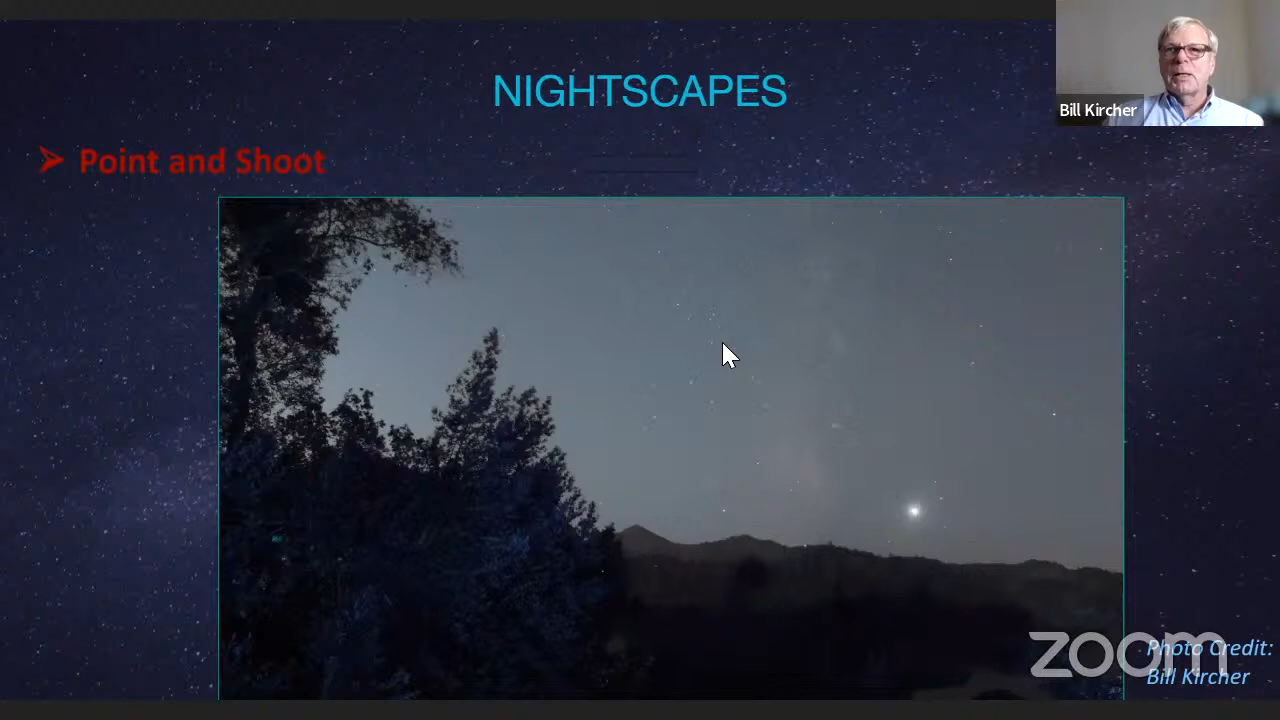 NIGHTSCAPES
Bill Kircher
Point and Shoot
zoom
Photo Credit:
Bill Kircher